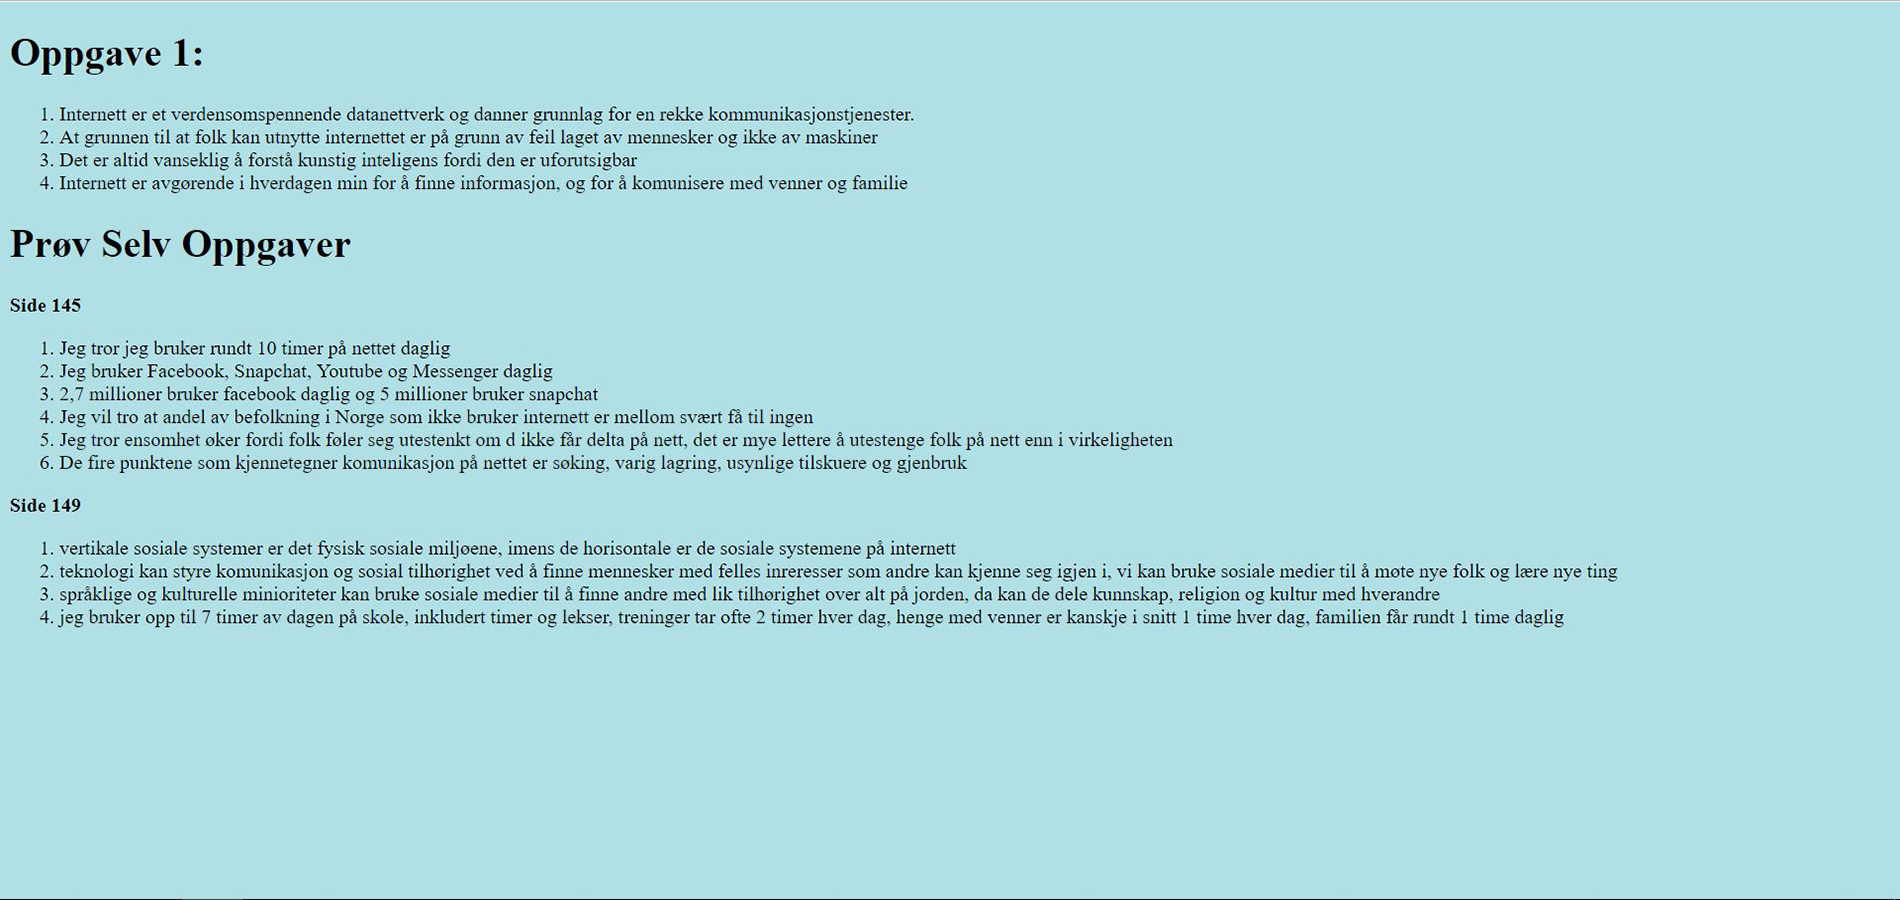 Oppgave 1:
1. Internett er et verdensomspennende datanettverk og danner grunnlag for en rekke kommunikasjonstjenester.
2. At grunnen til at folk kan utnytte internettet er på grunn av feil laget av mennesker og ikke av maskiner
3. Det er altid vanseklig å forstå kunstig inteligens fordi den er uforutsigbar
4. Internett er avgørende i hverdagen min for å finne informasjon, og for å komunisere med venner og familie
Prøv Selv Oppgaver
Side 145
1. Jeg tror jeg bruker rundt 10 timer på nettet daglig
2. Jeg bruker Facebook, Snapchat, Youtube og Messenger daglig
3. 2,7 millioner bruker facebook daglig og 5 millioner bruker snapchat
4. Jeg vil tro at andel av befolkning i Norge som ikke bruker internett er mellom svært få til ingen
5. Jeg tror ensomhet øker fordi folk føler seg utestenkt om d ikke får delta på nett, det er mye lettere å utestenge folk på nett enn i virkeligheten
6. De fire punktene som kjennetegner komunikasjon på nettet er søking, varig lagring, usynlige tilskuere og gjenbruk
Side 149
1. vertikale sosiale systemer er det fysisk sosiale miljøene, imens de horisontale er de sosiale systemene på internett
2. teknologi kan styre komunikasjon og sosial tilhørighet ved å finne mennesker med felles inreresser som andre kan kjenne seg igjen i, vi kan bruke sosiale medier til å møte nye folk og lære nye ting
3. språklige og kulturelle minioriteter kan bruke sosiale medier til å finne andre med lik tilhørighet over alt på jorden, da kan de dele kunnskap, religion og kultur med hverandre
4. jeg bruker opp til 7 timer av dagen på skole, inkludert timer og lekser, treninger tar ofte 2 timer hver dag, henge med venner er kanskje i snitt 1 time hver dag, familien får rundt 1 time daglig